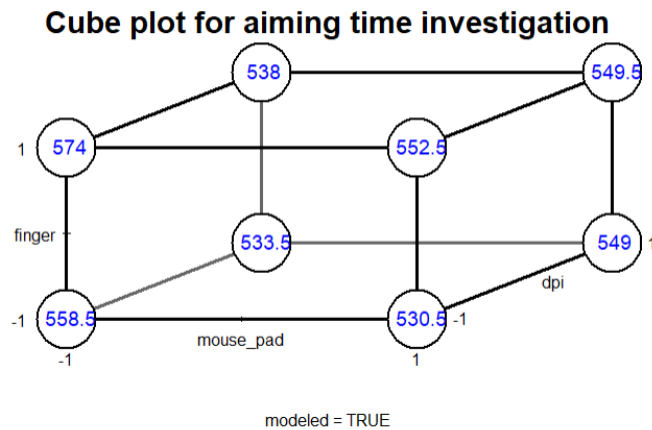 Cube plot for aiming time investigation
538
549.5
1
574
552.5
finger
533.5
549
1
dpi
-1
558.5
530.5
-1
mouse_pad
-1
1
modeled = TRUE